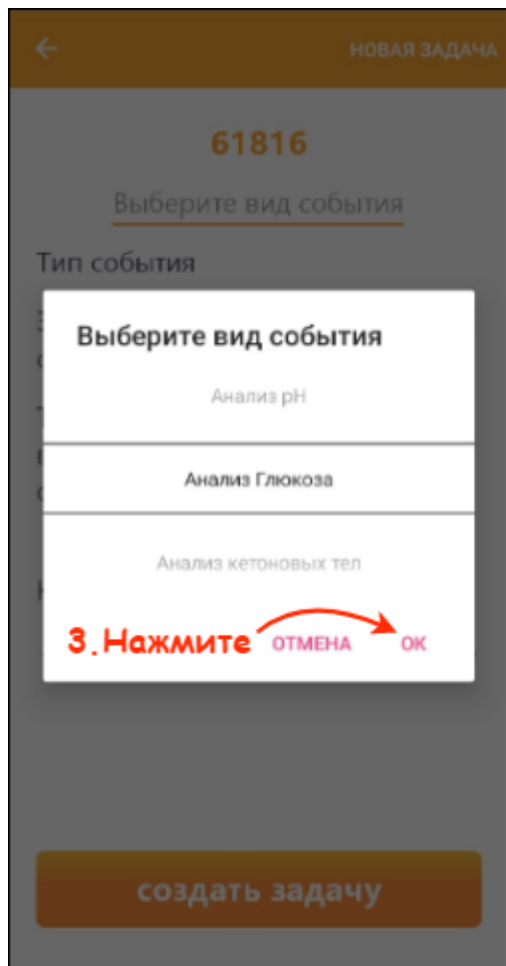 НОВАЯ ЗАДАЧА
61816
Выберите вид события
Тип события
Выберите вид события
Анализ pH
Анализ Глюкоза
Анализ кетоновых тел
3. Нажмите ОТМЕНА ОК
создать задачу